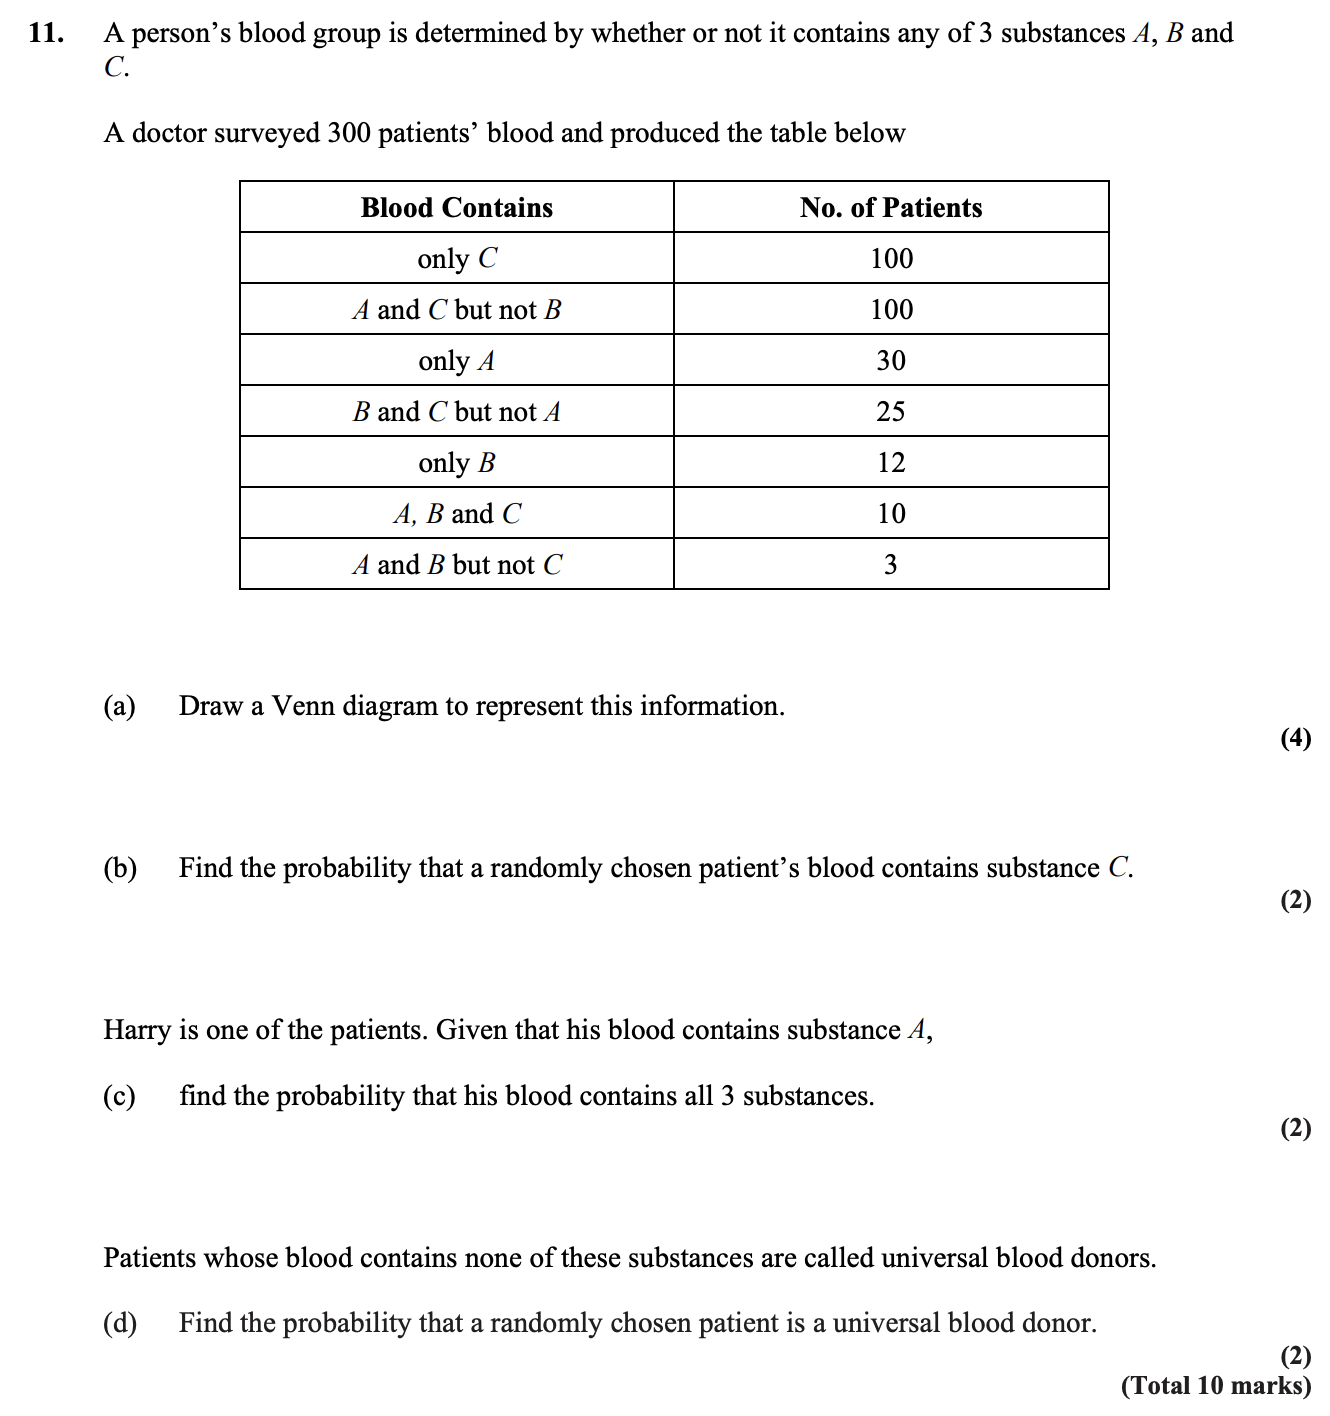 11. A person’s blood group is determined by whether or not it contains any of 3 substances A, B and
C.
A doctor surveyed 300 patients’ blood and produced the table below
Blood Contains No. of Patients
only C 100
A and C but not B 100
only A 30
B and C but not A 25
only B 12
A, B and C 10
A and B but not C 3
(a) Draw a Venn diagram to represent this information.
(4)
(b) Find the probability that a randomly chosen patient’s blood contains substance C.
(2)
Harry is one of the patients. Given that his blood contains substance A,
(c) find the probability that his blood contains all 3 substances.
(2)
Patients whose blood contains none of these substances are called universal blood donors.
(d) Find the probability that a randomly chosen patient is a universal blood donor.
(2)
(Total 10 marks)